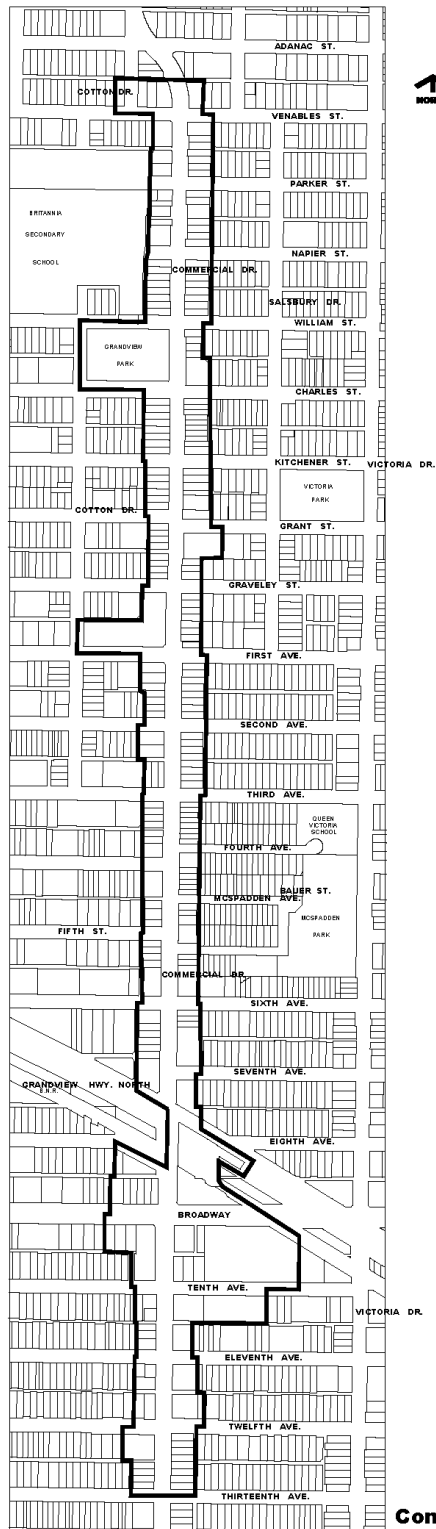 ADANAC ST.
COTTON DR.
VENABLES ST.
PARKER ST.
BRITANNIA
SECONDARY
SCHOOL
NAPIER ST.
COMMERCIAL DR.
SALSBURY DR.
WILLIAM ST.
GRANDVIEW
PARK
CHARLES ST.
KITCHENER ST.
VICTORIA DR.
VICTORIA
PARK
COTTON DR.
GRANT ST.
GRAVELEY ST.
FIRST AVE.
SECOND AVE.
THIRD AVE.
QUEEN
VICTORIA
SCHOOL
FOURTH AVE.
BAUER ST.
MCSPADDEN AVE.
MCSPADDEN
PARK
FIFTH ST.
COMMERCIAL DR.
SIXTH AVE.
SEVENTH AVE.
GRANDVIEW HWY. NORTH
B.N.R.
EIGHTH AVE.
BROADWAY
TENTH AVE.
VICTORIA DR.
ELEVENTH AVE.
TWELFTH AVE.
THIRTEENTH AVE.
Com